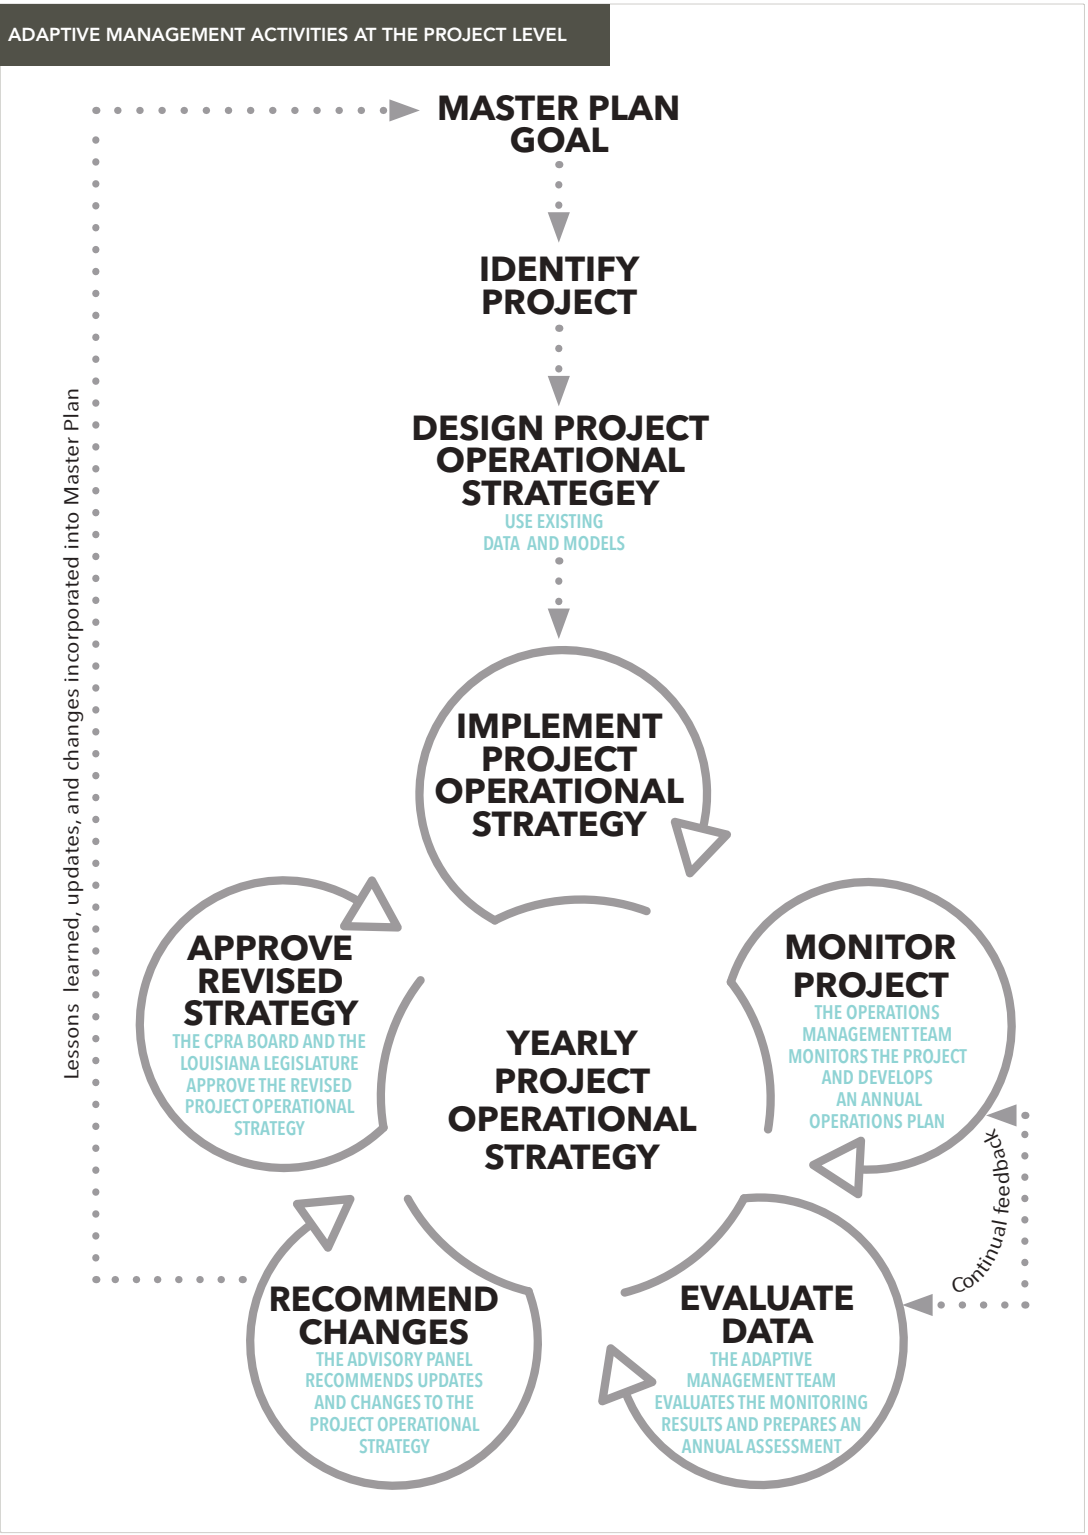 ADAPTIVE MANAGEMENT ACTIVITIES AT THE PROJECT LEVEL
MASTER PLAN
GOAL
IDENTIFY
PROJECT
DESIGN PROJECT
OPERATIONAL
STRATEGEY
USE EXISTING
DATA AND MODELS
Lessons learned, updates, and changes incorporated into Master Plan
IMPLEMENT
PROJECT
OPERATIONAL
STRATEGY
MONITOR
PROJECT
THE OPERATIONS
MANAGEMENT TEAM
MONITORS THE PROJECT
AND DEVELOPS
AN ANNUAL
OPERATIONS PLAN
Continual feedback
EVALUATE
DATA
THE ADAPTIVE
MANAGEMENT TEAM
EVALUATES THE MONITORING
RESULTS AND PREPARES AN
ANNUAL ASSESSMENT
RECOMMEND
CHANGES
THE ADVISORY PANEL
RECOMMENDS UPDATES
AND CHANGES TO THE
PROJECT OPERATIONAL
STRATEGY
APPROVE
REVISED
STRATEGY
THE CPRA BOARD AND THE
LOUISIANA LEGISLATURE
APPROVE THE REVISED
PROJECT OPERATIONAL
STRATEGY
YEARLY
PROJECT
OPERATIONAL
STRATEGY